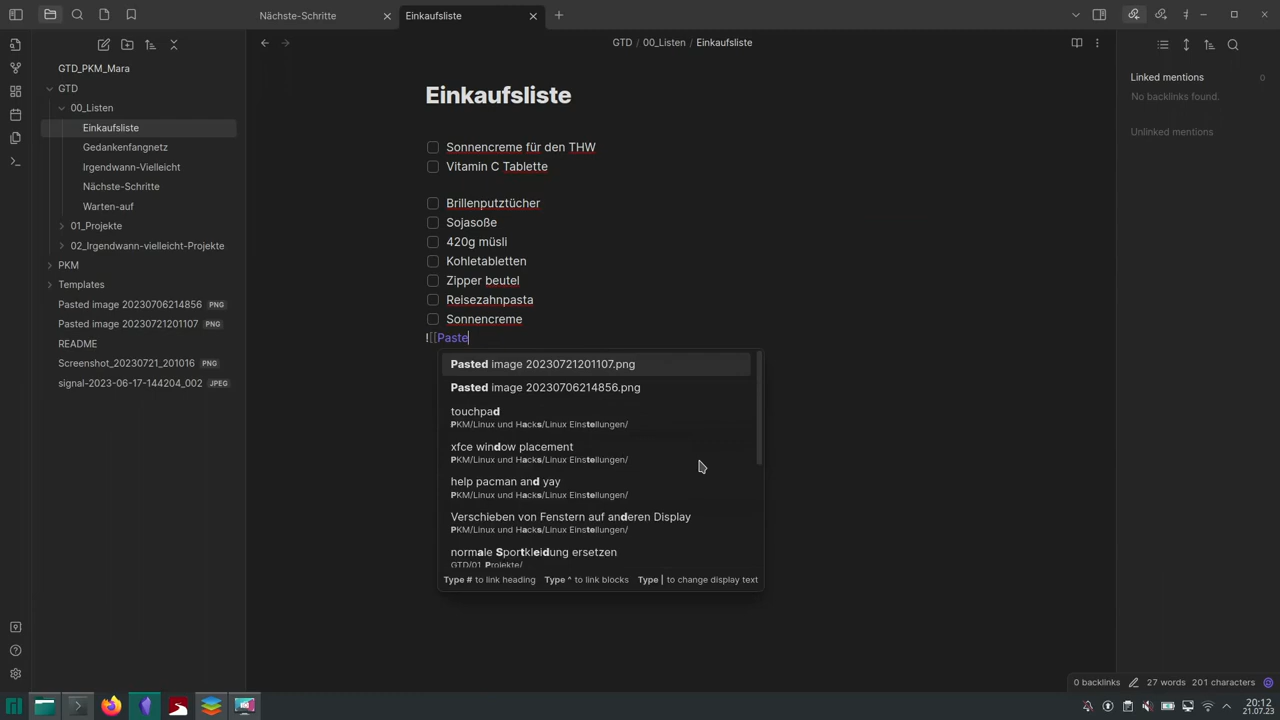 Nächste-Schritte
Einkaufsliste
GTD / 00_Listen / Einkaufsliste
GTD_PKM_Mara
GTD
00_Listen
Einkaufsliste
Gedankenfangnetz
Irgendwann-Vielleicht
Nächste-Schritte
Warten-auf
01_Projekte
02_Irgendwann-vielleicht-Projekte
PKM
Templates
Pasted image 20230706214856 PNG
Pasted image 20230721201107 PNG
README
Screenshot_20230721_201016 PNG
signal-2023-06-17-144204_002 JPEG
Einkaufsliste
Sonnencreme für den THW
Vitamin C Tablette
Brillenputztücher
Sojasoße
420g müsli
Kohletabletten
Zipper beutel
Reisezahnpasta
Sonnencreme
![[Paste
Pasted image 20230721201107.png
Pasted image 20230706214856.png
touchpad
PKM/Linux und Hacks/Linux Einstellungen/
xfce window placement
PKM/Linux und Hacks/Linux Einstellungen/
help pacman and yay
PKM/Linux und Hacks/Linux Einstellungen/
Verschieben von Fenstern auf anderen Display
PKM/Linux und Hacks/Linux Einstellungen/
normale Sportkleidung ersetzen
GTD/01_Projekte/
Type # to link heading Type ^ to link blocks Type | to change display text
Linked mentions 0
No backlinks found.
Unlinked mentions
0 backlinks 27 words 201 characters
20:12
21.07.23